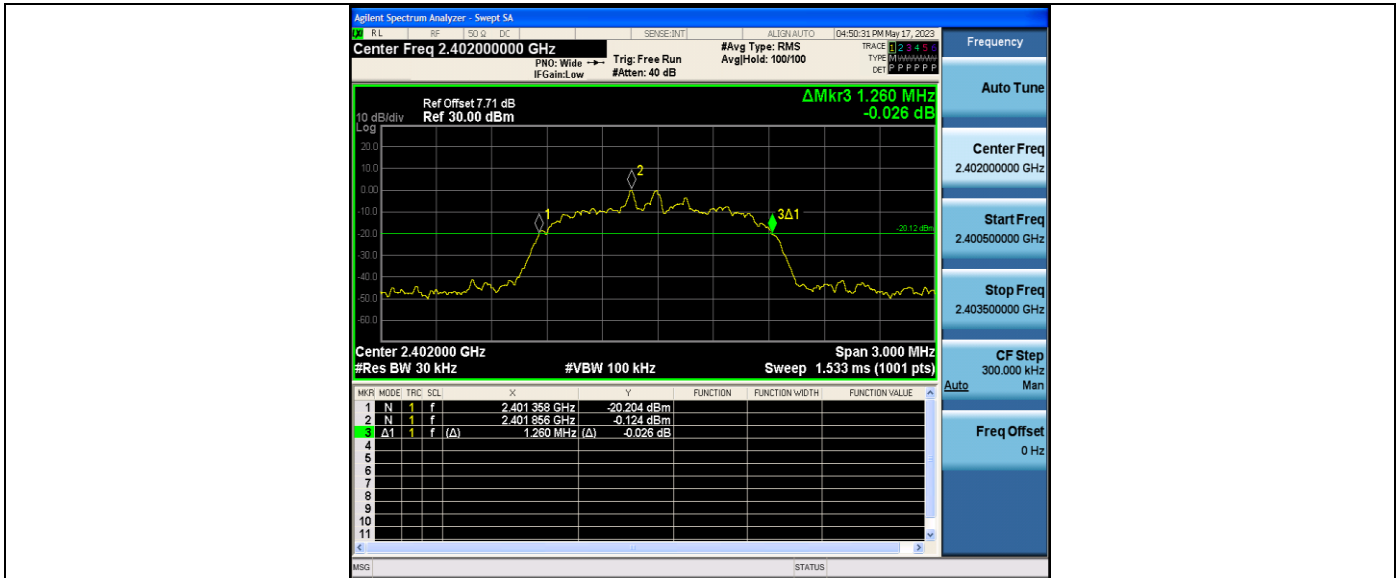 Agilent Spectrum Analyzer - Swept SA
RL RF 50 Ω DC SENSE:INT ALIGN AUTO 04:50:31 PM May 17, 2023
Center Freq 2.402000000 GHz
#Avg Type: RMS
TRACE 1 2 3 4 5 6
PNO: Wide
Trig: Free Run
Avg|Hold: 100/100
TYPE M WWWWW
IFGain:Low
#Atten: 40 dB
DET P P P P P P
ΔMkr3 1.260 MHz
Ref Offset 7.71 dB
-0.026 dB
10 dB/div Ref 30.00 dBm
Log
20.0
10.0
0.00
-10.0
-20.0
-30.0
-40.0
-50.0
-60.0
1
2
3Δ1
-20.12 dBm
Center 2.402000 GHz Span 3.000 MHz
#Res BW 30 kHz #VBW 100 kHz Sweep 1.533 ms (1001 pts)
MKR MODE TRC SCL X Y FUNCTION FUNCTION WIDTH FUNCTION VALUE
1 N 1 f 2.401 358 GHz -20.204 dBm
2 N 1 f 2.401 856 GHz -0.124 dBm
3 Δ1 1 f (Δ) 1.260 MHz (Δ) -0.026 dB
4
5
6
7
8
9
10
11
MSG STATUS
Frequency
Auto Tune
Center Freq
2.402000000 GHz
Start Freq
2.400500000 GHz
Stop Freq
2.403500000 GHz
CF Step
300.000 kHz
Auto Man
Freq Offset
0 Hz